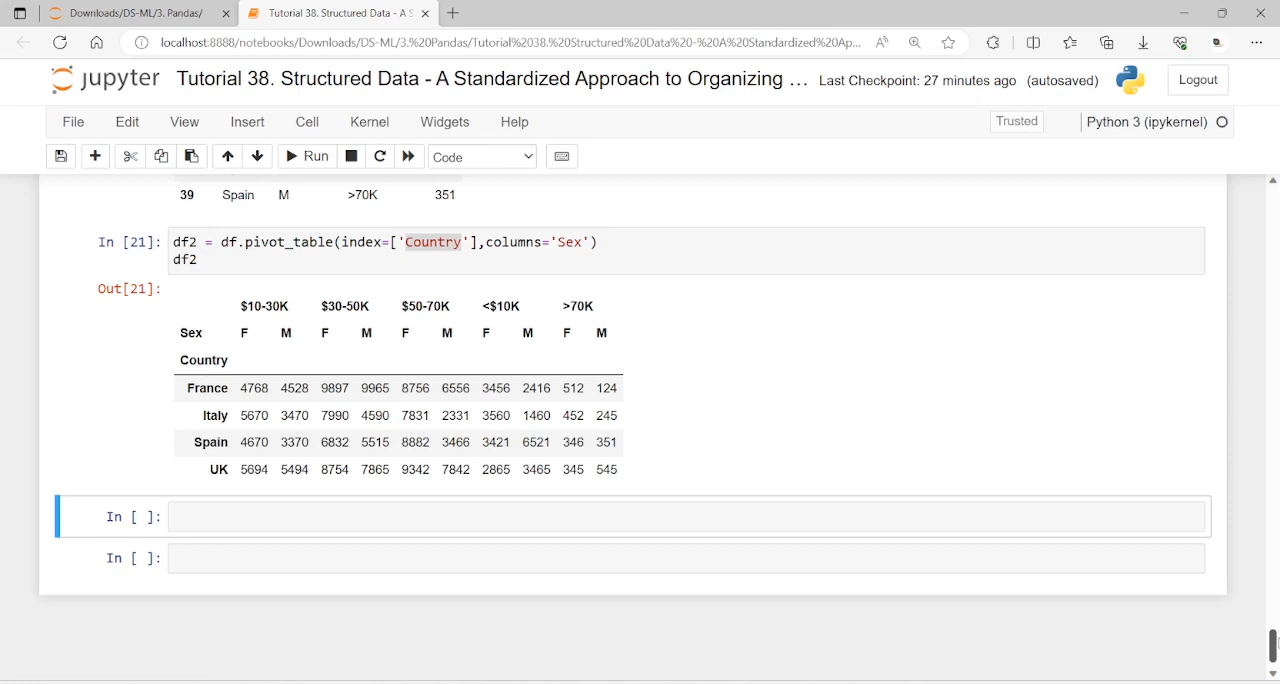 Downloads/DS-ML/3. Pandas/
Tutorial 38. Structured Data - A S
localhost:8888/notebooks/Downloads/DS-ML/3.%20Pandas/Tutorial%2038.%20Structured%20Data%20-%20A%20Standardized%20Ap...
jupyter Tutorial 38. Structured Data - A Standardized Approach to Organizing ... Last Checkpoint: 27 minutes ago (autosaved) Logout
File Edit View Insert Cell Kernel Widgets Help Trusted Python 3 (ipykernel)
Run Code
39 Spain M >70K 351
In [21]: df2 = df.pivot_table(index=['Country'],columns='Sex')
df2
Out[21]:
$10-30K $30-50K $50-70K <$10K >70K
Sex F M F M F M F M F M
Country
France 4768 4528 9897 9965 8756 6556 3456 2416 512 124
Italy 5670 3470 7990 4590 7831 2331 3560 1460 452 245
Spain 4670 3370 6832 5515 8882 3466 3421 6521 346 351
UK 5694 5494 8754 7865 9342 7842 2865 3465 345 545
In [ ]:
In [ ]: